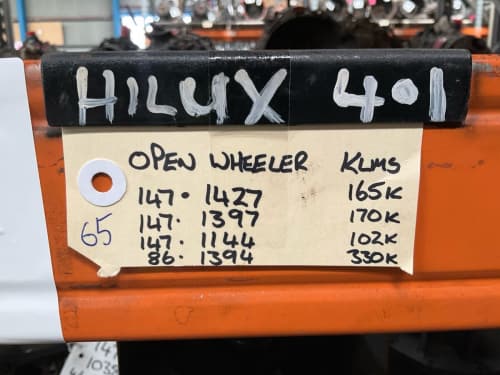 HILUX 4.1
OPEN WHEELER KLMS
147. 1427 165K
147. 1397 170K
147. 1144 102K
86. 1394 330K
65